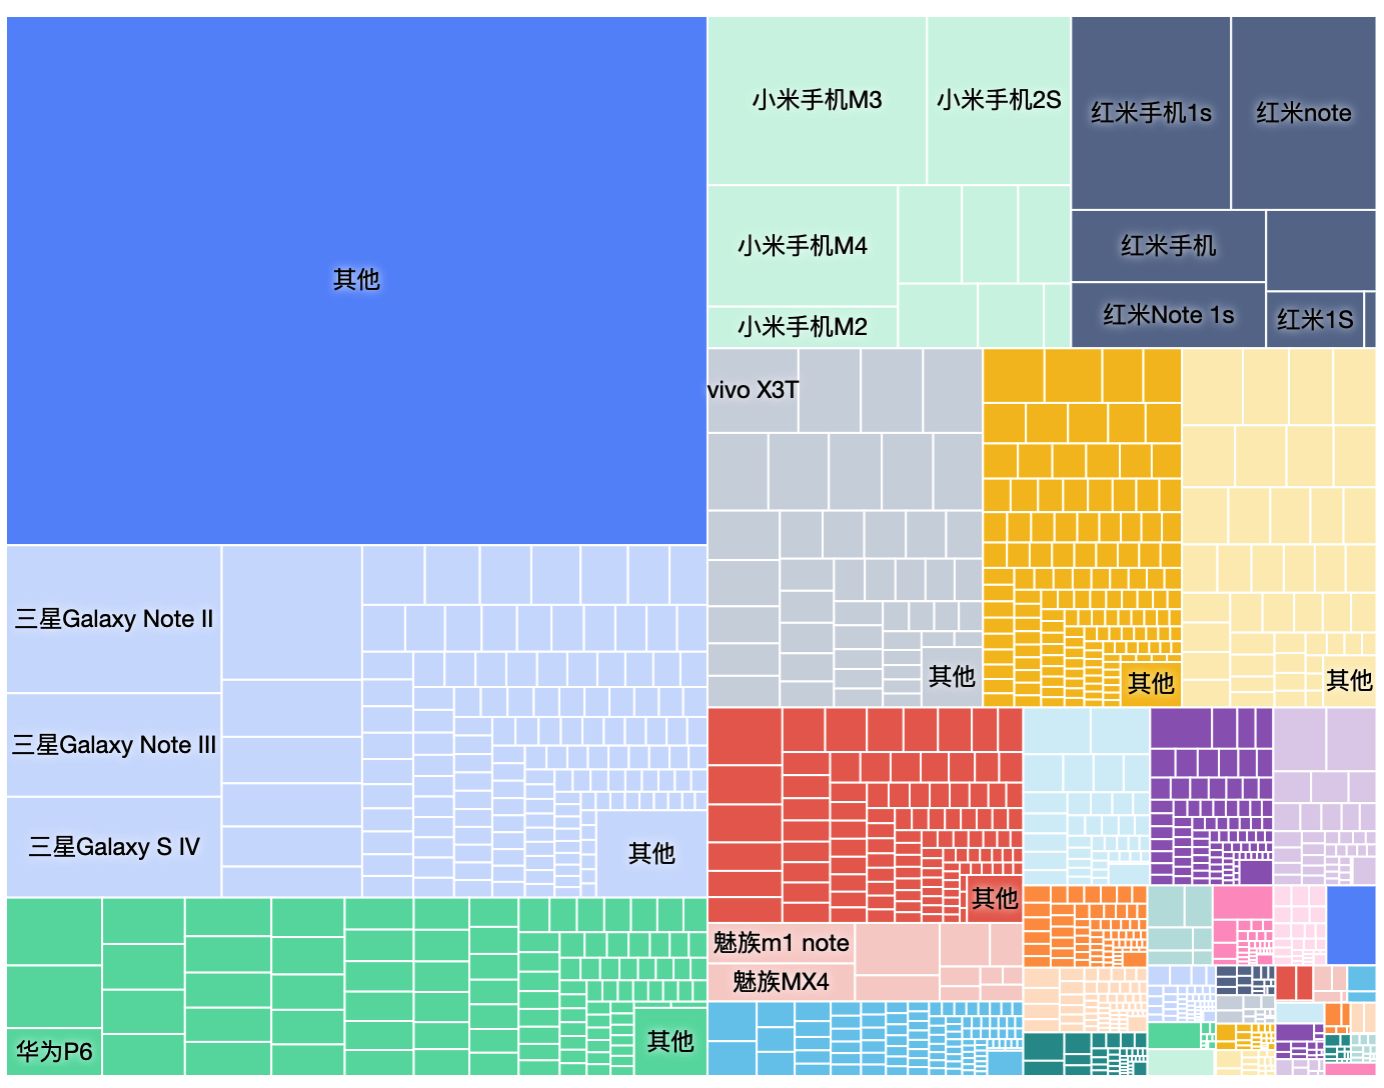 其他
小米手机M3
小米手机2S
小米手机M4
小米手机M2
红米手机1s
红米note
红米手机
红米Note 1s
红米1S
vivo X3T
其他
其他
其他
三星Galaxy Note II
三星Galaxy Note III
三星Galaxy S IV
其他
其他
魅族m1 note
魅族MX4
华为P6
其他